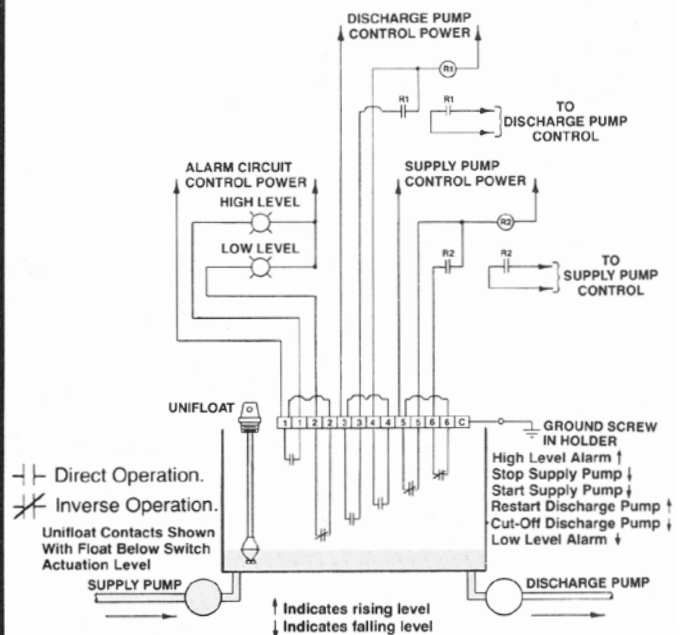 DISCHARGE PUMP
CONTROL POWER
R1
R1
R1
TO
DISCHARGE PUMP
CONTROL
ALARM CIRCUIT
CONTROL POWER
SUPPLY PUMP
CONTROL POWER
HIGH LEVEL
R2
LOW LEVEL
R2
R2
TO
SUPPLY PUMP
CONTROL
UNIFLOAT
1 1 2 2 3 3 4 4 5 5 6 6 C
GROUND SCREW
IN HOLDER
High Level Alarm ↑
Stop Supply Pump ↓
Start Supply Pump ↓
Restart Discharge Pump ↑
Cut-Off Discharge Pump ↓
Low Level Alarm ↓
Direct Operation.
Inverse Operation.
Unifloat Contacts Shown
With Float Below Switch
Actuation Level
SUPPLY PUMP
DISCHARGE PUMP
↑ Indicates rising level
↓ Indicates falling level